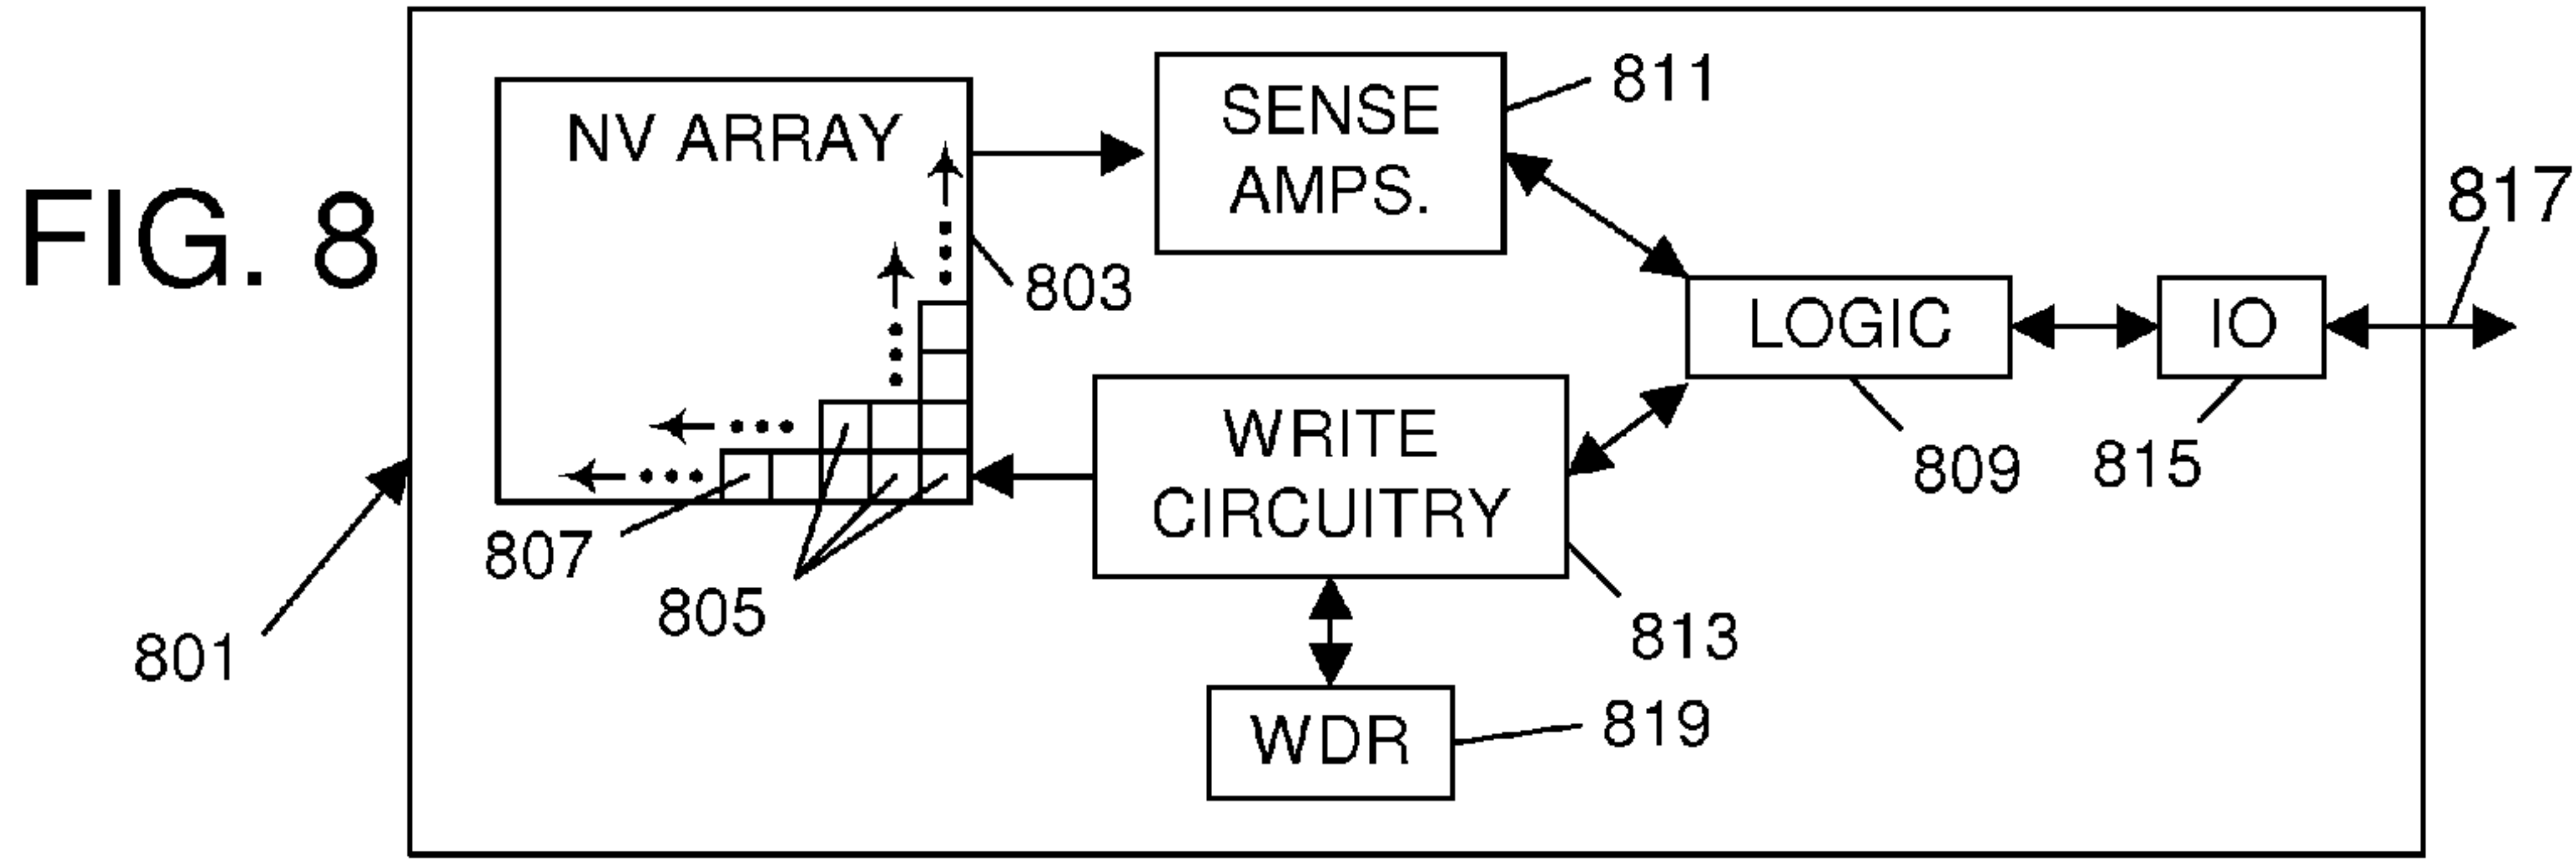 FIG. 8
NV ARRAY
SENSE
AMPS.
811
817
803
LOGIC
IO
WRITE
CIRCUITRY
809
815
807
805
801
813
WDR
819